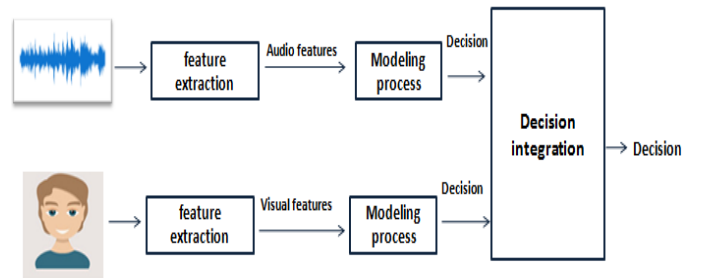 feature
extraction
Audio features
Modeling
process
Decision
Decision
integration
Decision
feature
extraction
Visual features
Modeling
process
Decision